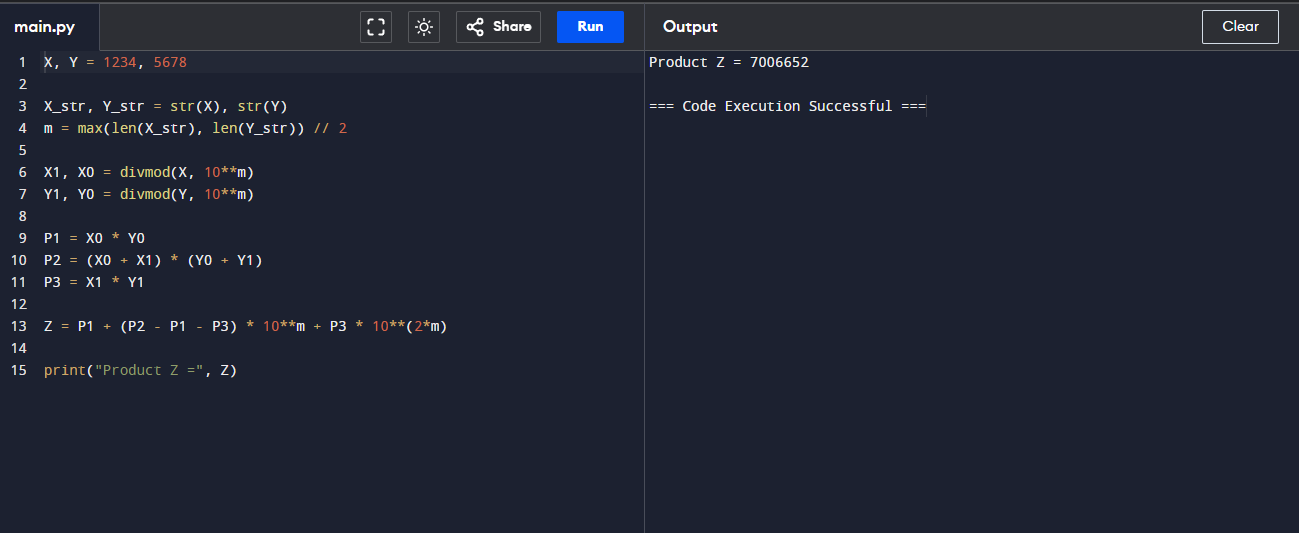 main.py
Share
Run
Output
Clear
1 X, Y = 1234, 5678
2
3 X_str, Y_str = str(X), str(Y)
4 m = max(len(X_str), len(Y_str)) // 2
5
6 X1, X0 = divmod(X, 10**m)
7 Y1, Y0 = divmod(Y, 10**m)
8
9 P1 = X0 * Y0
10 P2 = (X0 + X1) * (Y0 + Y1)
11 P3 = X1 * Y1
12
13 Z = P1 + (P2 - P1 - P3) * 10**m + P3 * 10**(2*m)
14
15 print("Product Z =", Z)
Product Z = 7006652
=== Code Execution Successful ===